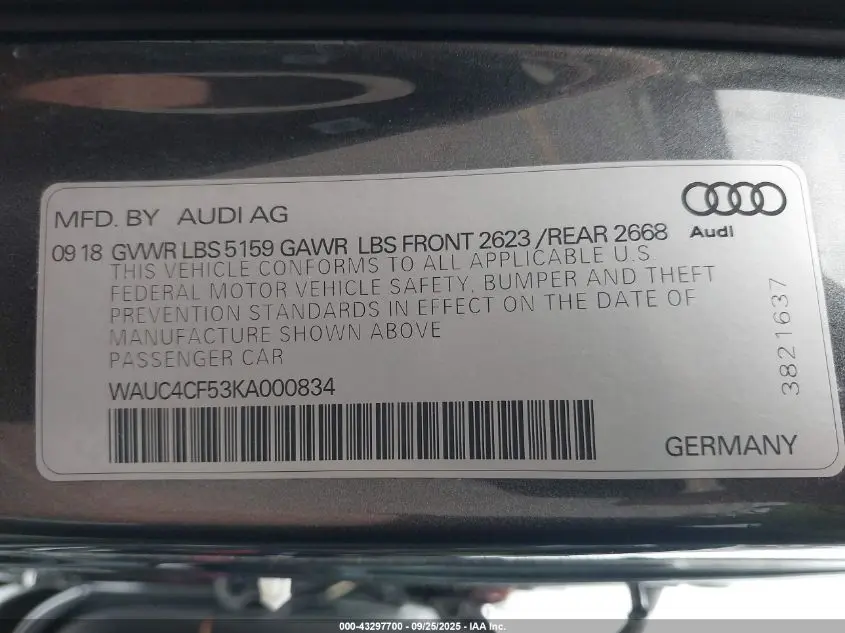 MFD. BY AUDI AG
Audi
09 18 GVWR LBS 5159 GAWR LBS FRONT 2623 /REAR 2668
THIS VEHICLE CONFORMS TO ALL APPLICABLE U.S
FEDERAL MOTOR VEHICLE SAFETY, BUMPER AND THEFT
PREVENTION STANDARDS IN EFFECT ON THE DATE OF
MANUFACTURE SHOWN ABOVE
PASSENGER CAR
3821637
WAUC4CF53KA000834
GERMANY
000-43297700 - 09/25/2025 - IAA Inc.